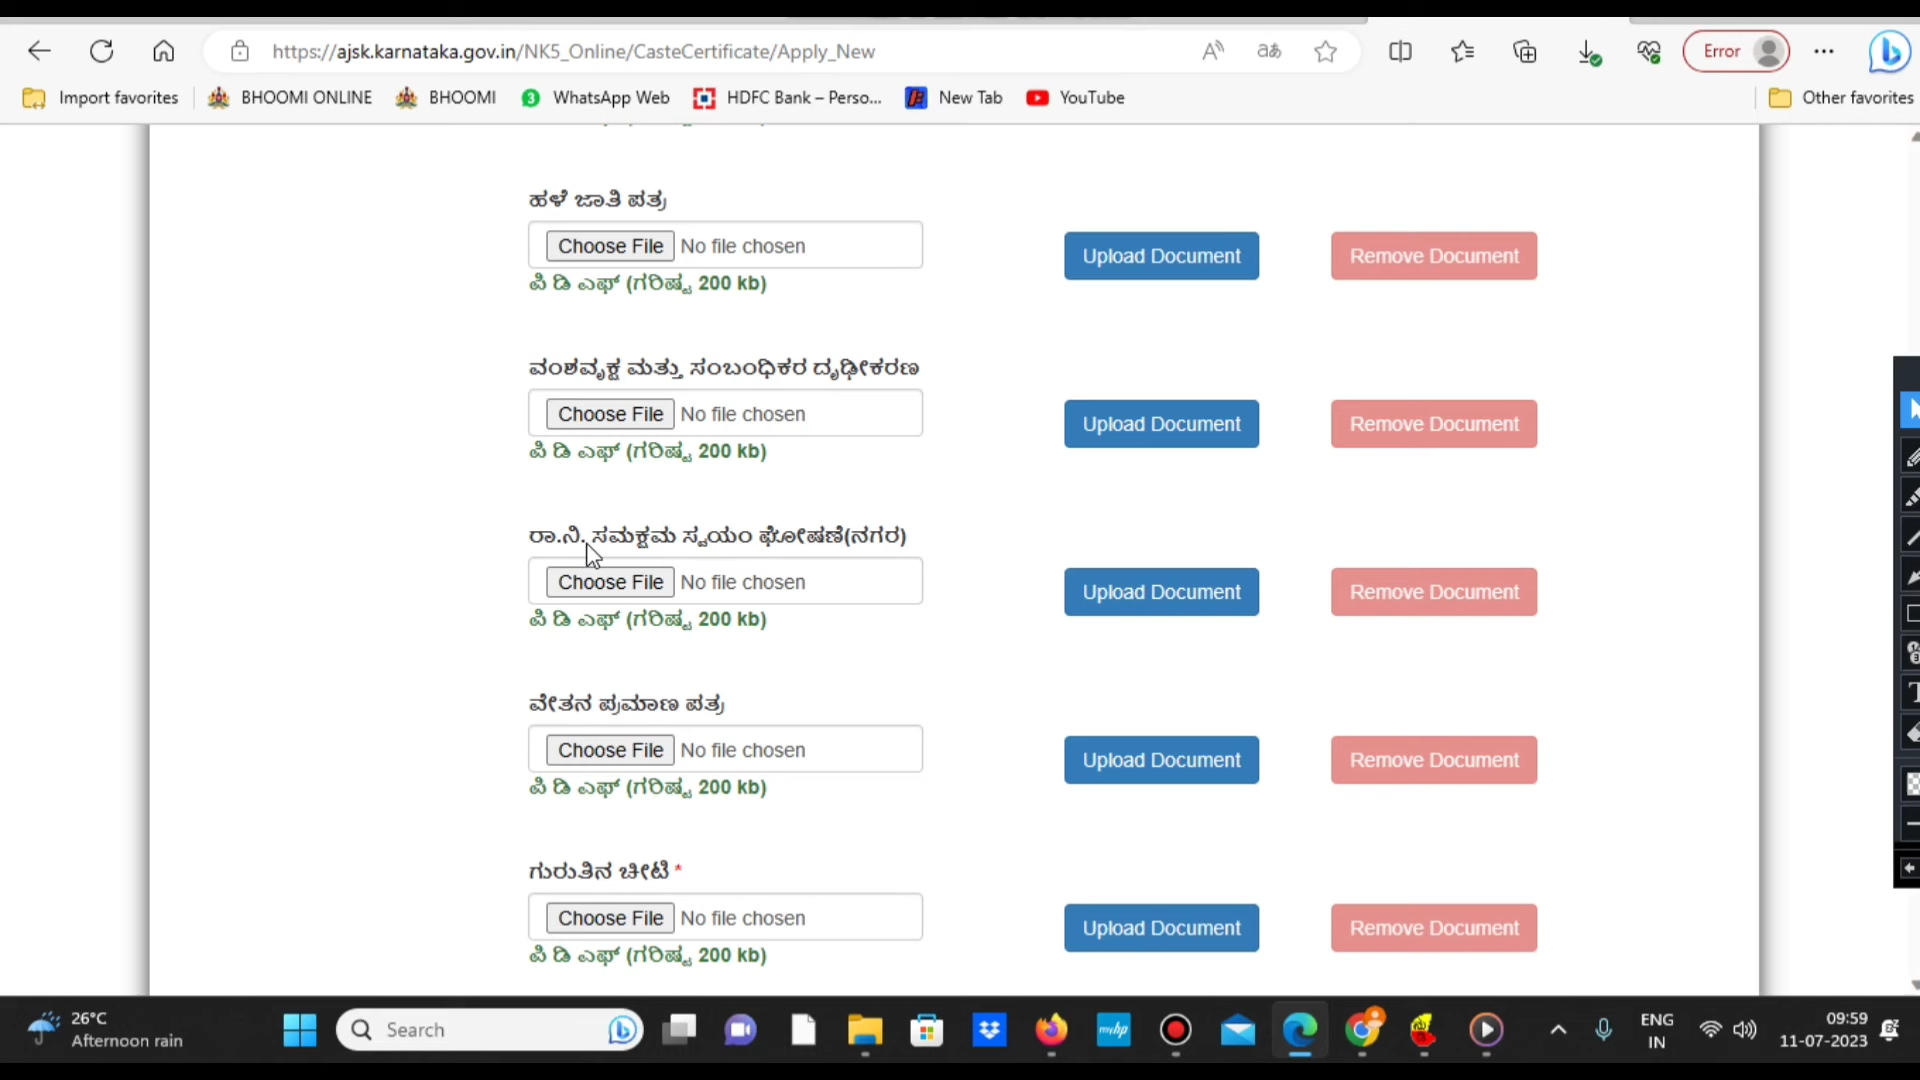 https://ajsk.karnataka.gov.in/NK5_Online/CasteCertificate/Apply_New
Error
Import favorites
BHOOMI ONLINE
BHOOMI
3
WhatsApp Web
HDFC Bank – Perso...
New Tab
YouTube
Other favorites
ಹಳೆ ಜಾತಿ ಪತ್ರ
Choose File No file chosen
Upload Document
Remove Document
ಪಿ ಡಿ ಎಫ್ (ಗರಿಷ್ಟ 200 kb)
ವಂಶವೃಕ್ಷ ಮತ್ತು ಸಂಬಂಧಿಕರ ದೃಢೀಕರಣ
Choose File No file chosen
Upload Document
Remove Document
ಪಿ ಡಿ ಎಫ್ (ಗರಿಷ್ಟ 200 kb)
ರಾ.ನಿ. ಸಮಕ್ಷಮ ಸ್ವಯಂ ಘೋಷಣೆ(ನಗರ)
Choose File No file chosen
Upload Document
Remove Document
ಪಿ ಡಿ ಎಫ್ (ಗರಿಷ್ಟ 200 kb)
ವೇತನ ಪ್ರಮಾಣ ಪತ್ರ
Choose File No file chosen
Upload Document
Remove Document
ಪಿ ಡಿ ಎಫ್ (ಗರಿಷ್ಟ 200 kb)
ಗುರುತಿನ ಚೀಟಿ *
Choose File No file chosen
Upload Document
Remove Document
ಪಿ ಡಿ ಎಫ್ (ಗರಿಷ್ಟ 200 kb)
26°C
Afternoon rain
Search
myhp
ENG
IN
09:59
11-07-2023